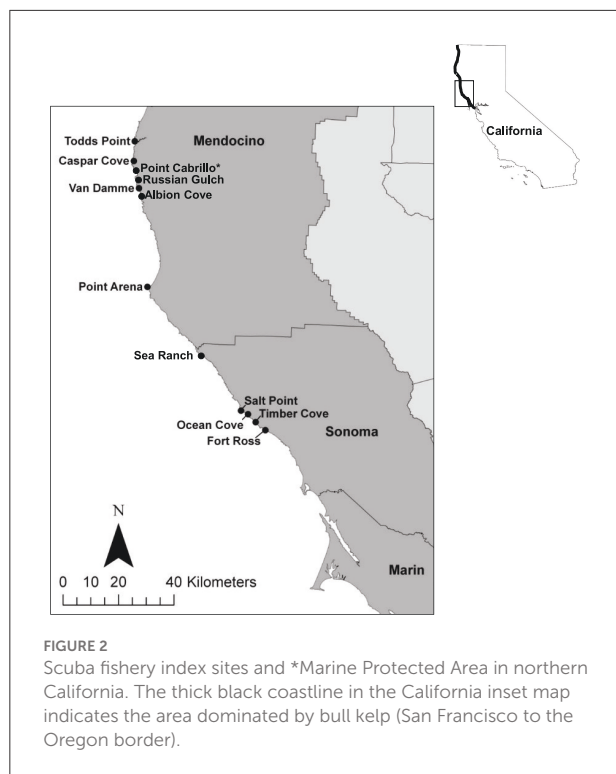 California
Mendocino
Todds Point
Caspar Cove
Point Cabrillo*
Russian Gulch
Van Damme
Albion Cove
Point Arena
Sea Ranch
Salt Point
Ocean Cove
Timber Cove
Fort Ross
Sonoma
Marin
N
0 10 20 40 Kilometers
FIGURE 2
Scuba fishery index sites and *Marine Protected Area in northern
California. The thick black coastline in the California inset map
indicates the area dominated by bull kelp (San Francisco to the
Oregon border).